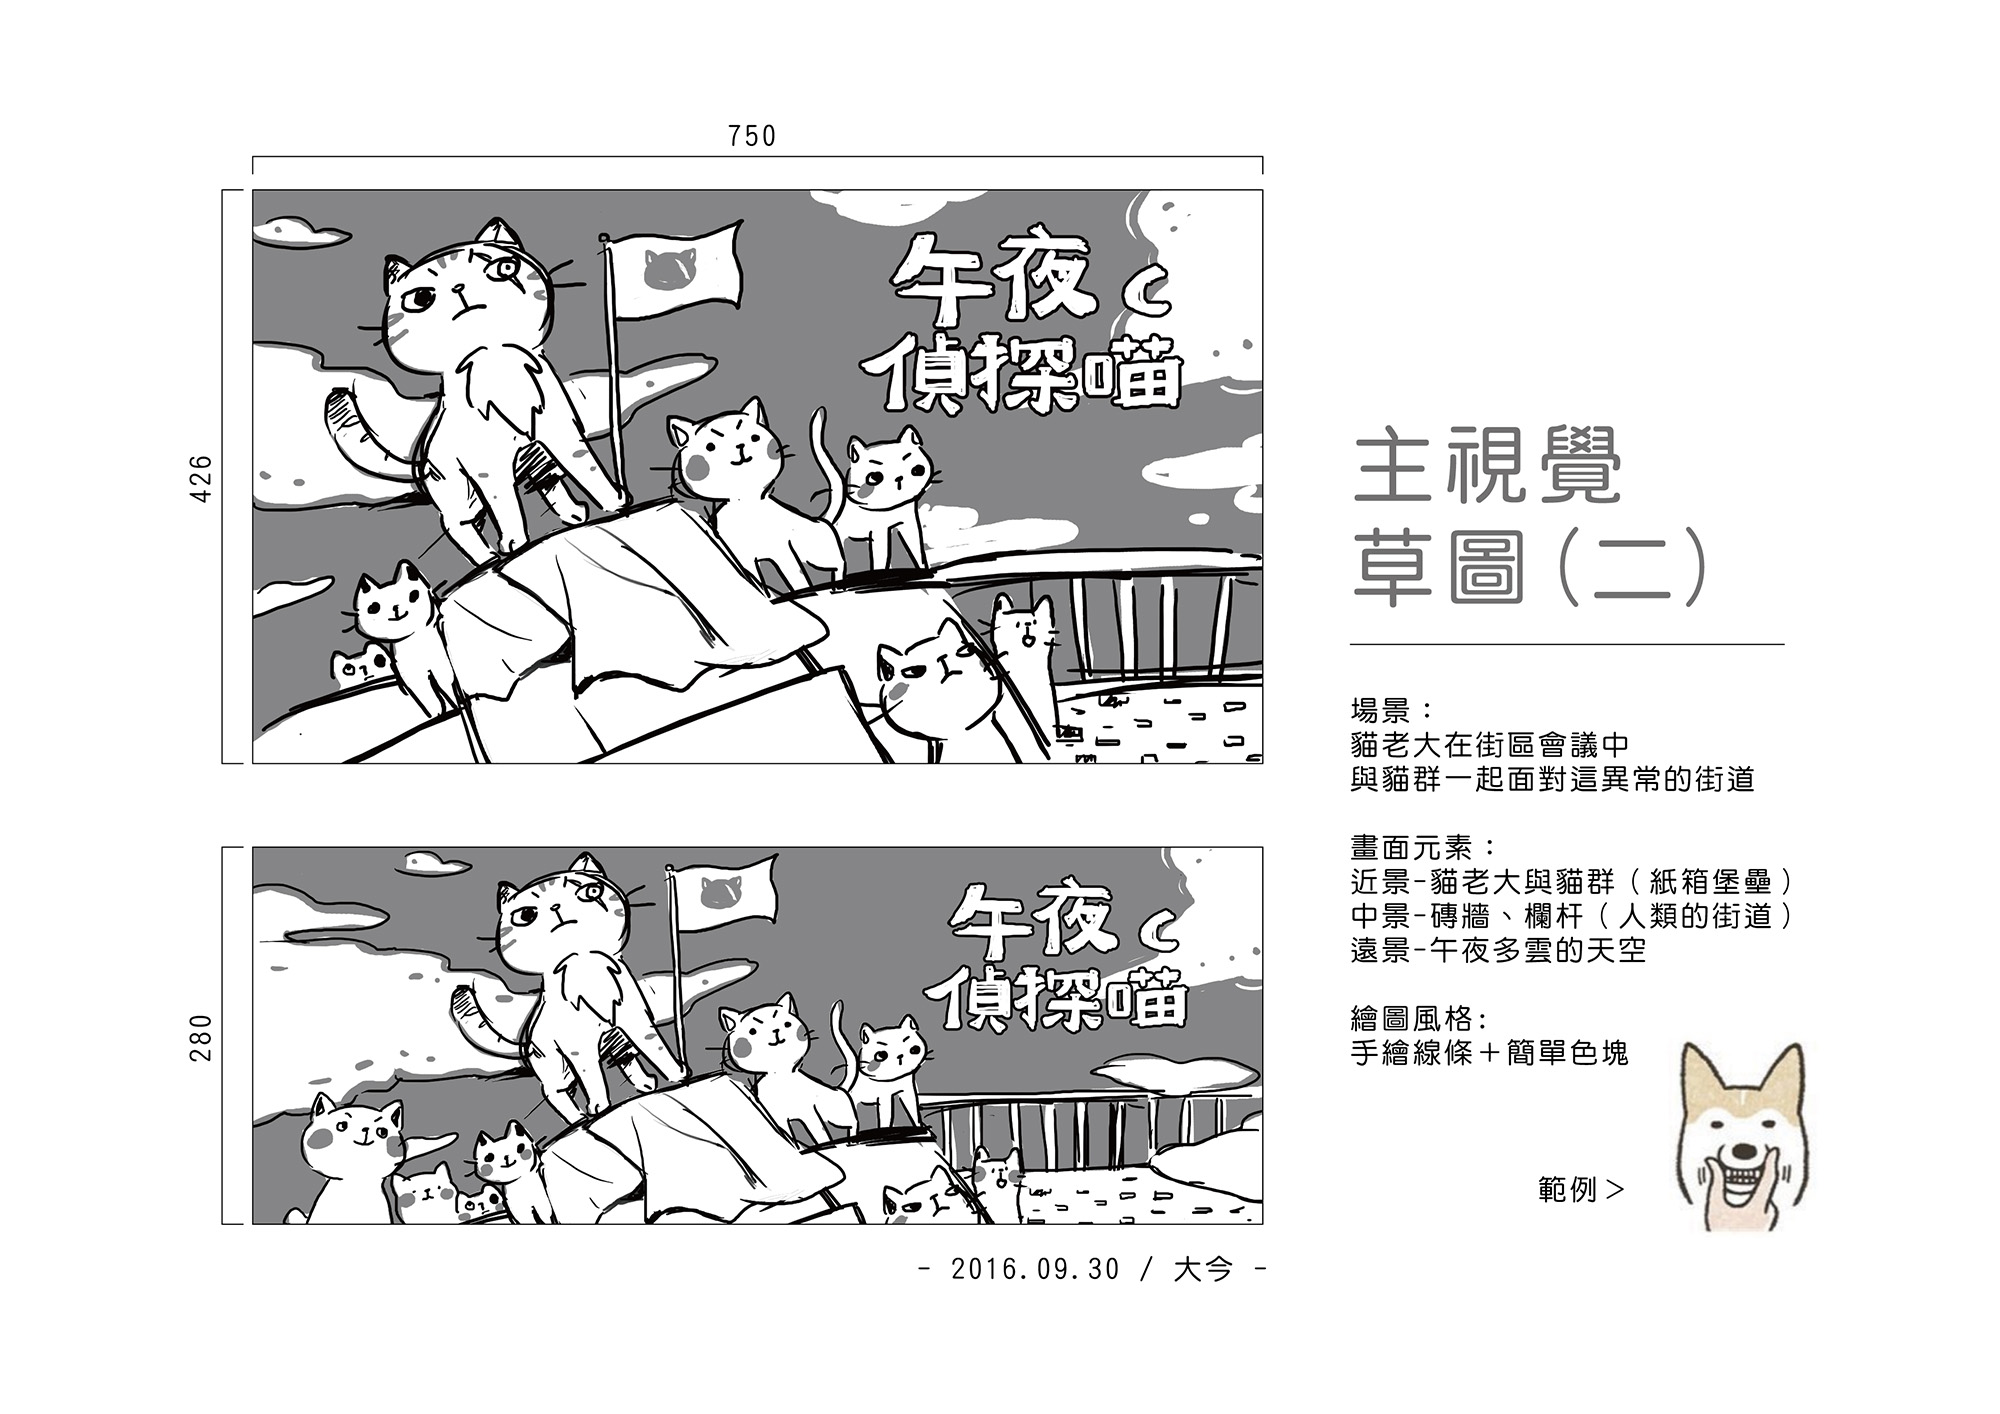 750
426
午夜
偵探喵
280
午夜
偵探喵
- 2016.09.30 / 大今 -
主視覺
草圖(二)
場景：
貓老大在街區會議中
與貓群一起面對這異常的街道
畫面元素：
近景-貓老大與貓群（紙箱堡壘）
中景-磚牆、欄杆（人類的街道）
遠景-午夜多雲的天空
繪圖風格:
手繪線條＋簡單色塊
範例＞